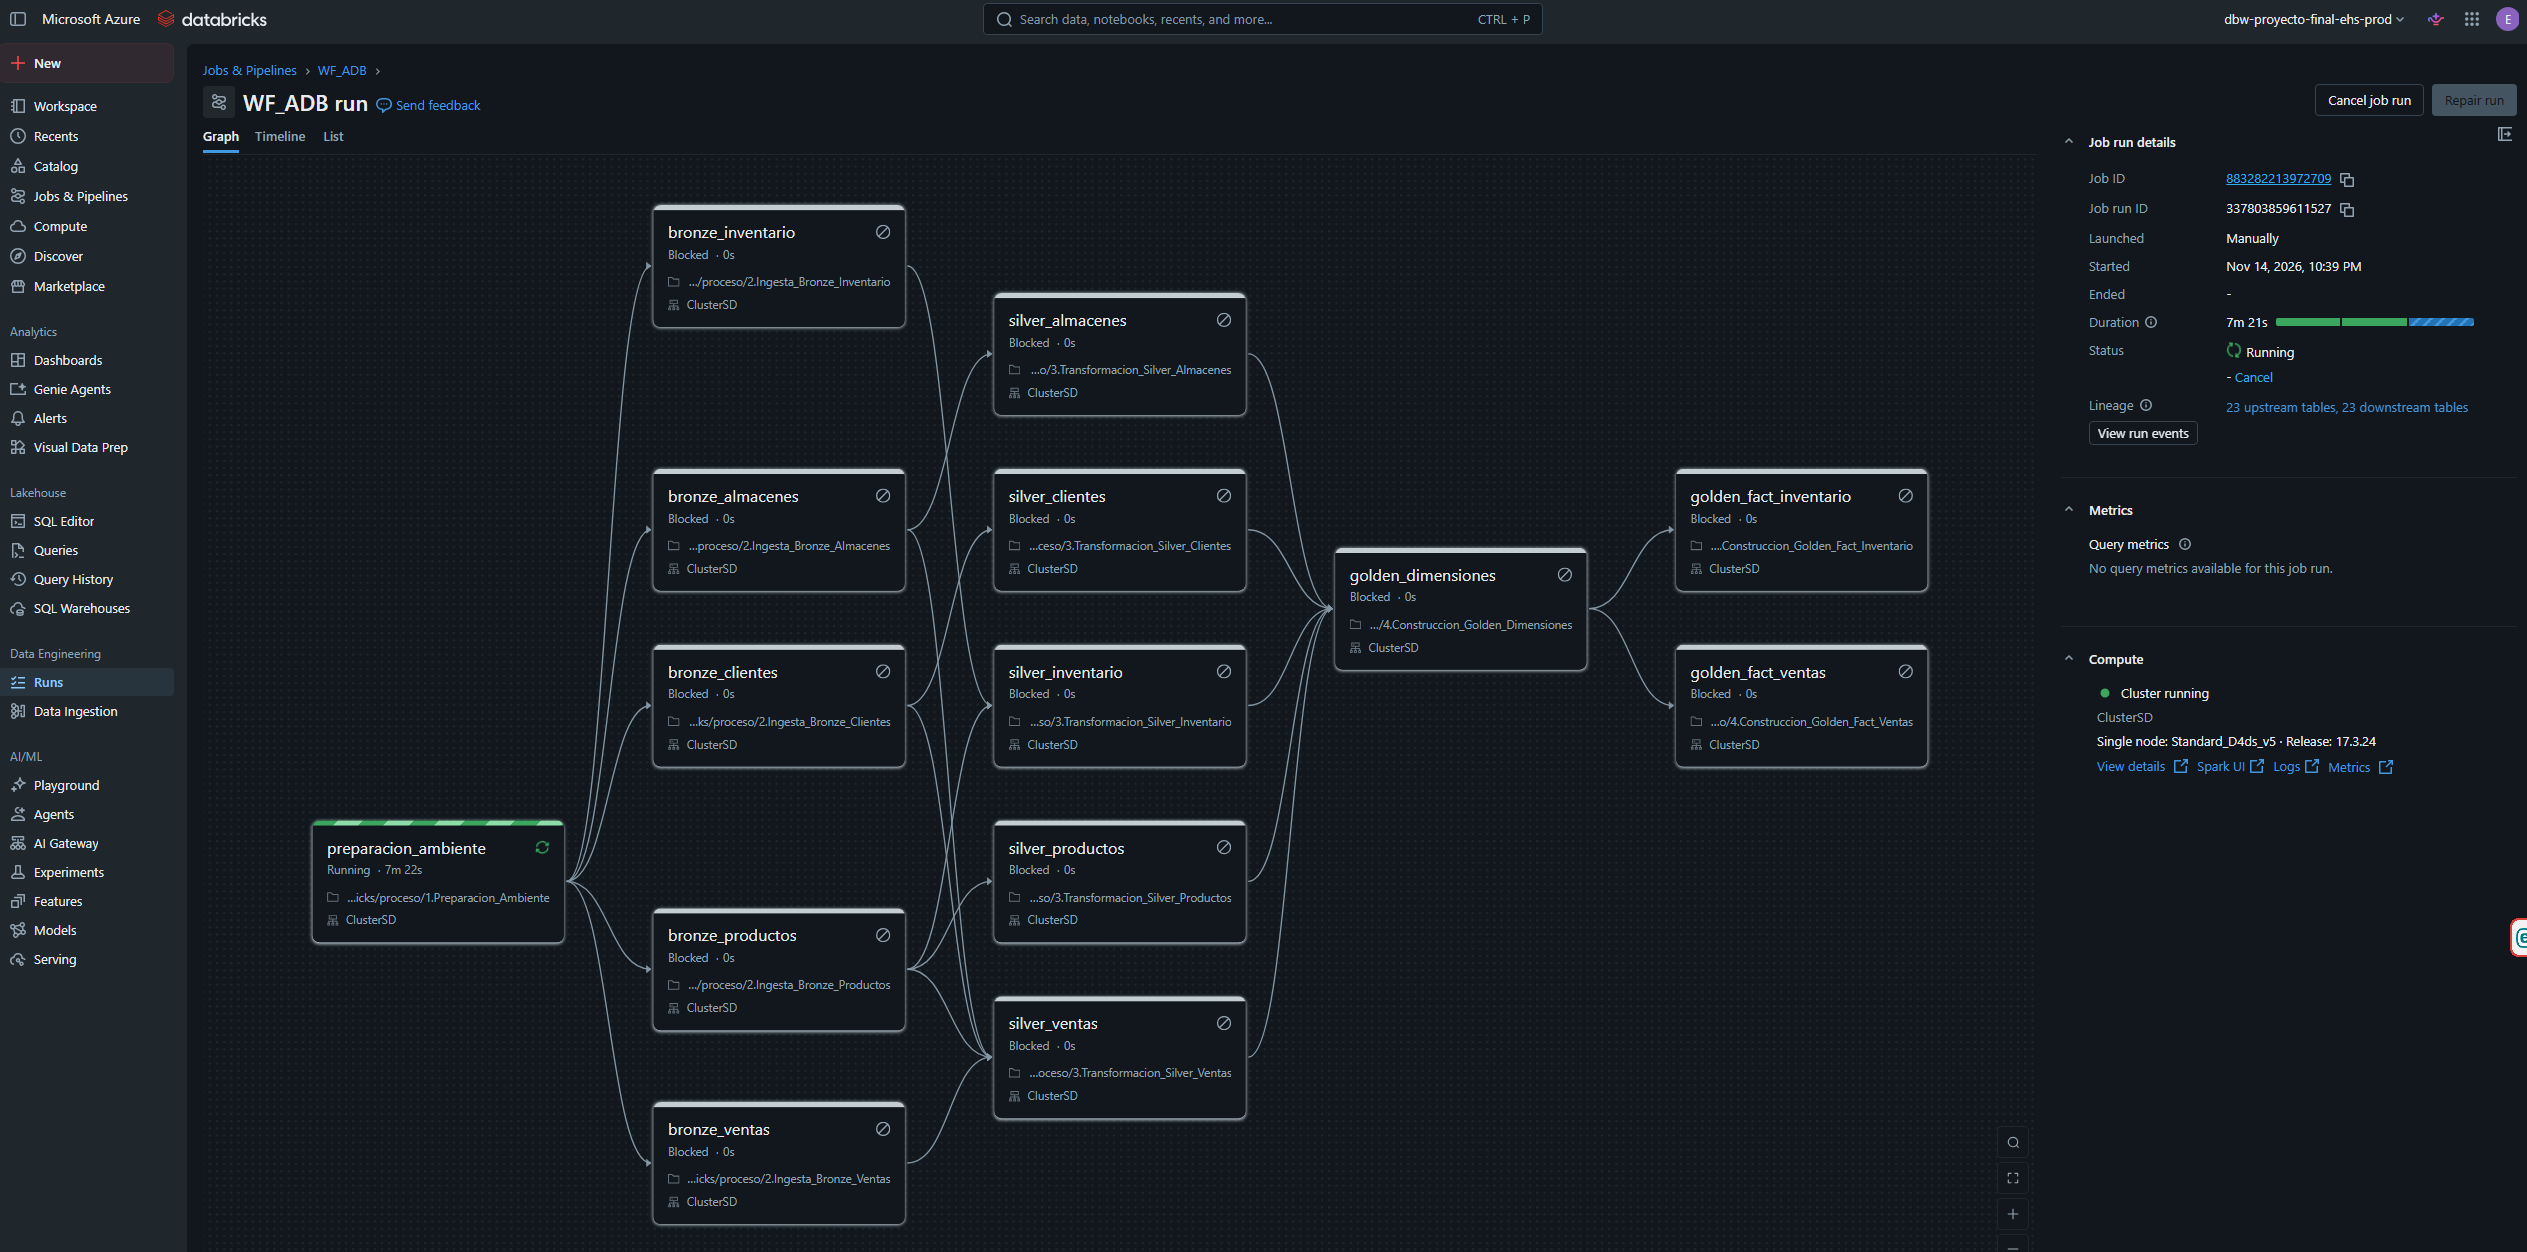 Microsoft Azure databricks
Search data, notebooks, recents, and more... CTRL + P
dbw-proyecto-final-ehs-prod
E
New
Workspace
Recents
Catalog
Jobs & Pipelines
Compute
Discover
Marketplace
Analytics
Dashboards
Genie Agents
Alerts
Visual Data Prep
Lakehouse
SQL Editor
Queries
Query History
SQL Warehouses
Data Engineering
Runs
Data Ingestion
AI/ML
Playground
Agents
AI Gateway
Experiments
Features
Models
Serving
Jobs & Pipelines › WF_ADB ›
WF_ADB run Send feedback
Cancel job run Repair run
Graph Timeline List
preparacion_ambiente
Running · 7m 22s
...icks/proceso/1.Preparacion_Ambiente
ClusterSD
bronze_inventario
Blocked · 0s
.../proceso/2.Ingesta_Bronze_Inventario
ClusterSD
bronze_almacenes
Blocked · 0s
...proceso/2.Ingesta_Bronze_Almacenes
ClusterSD
bronze_clientes
Blocked · 0s
...ks/proceso/2.Ingesta_Bronze_Clientes
ClusterSD
bronze_productos
Blocked · 0s
.../proceso/2.Ingesta_Bronze_Productos
ClusterSD
bronze_ventas
Blocked · 0s
...icks/proceso/2.Ingesta_Bronze_Ventas
ClusterSD
silver_almacenes
Blocked · 0s
...o/3.Transformacion_Silver_Almacenes
ClusterSD
silver_clientes
Blocked · 0s
...ceso/3.Transformacion_Silver_Clientes
ClusterSD
silver_inventario
Blocked · 0s
...so/3.Transformacion_Silver_Inventario
ClusterSD
silver_productos
Blocked · 0s
...so/3.Transformacion_Silver_Productos
ClusterSD
silver_ventas
Blocked · 0s
...oceso/3.Transformacion_Silver_Ventas
ClusterSD
golden_dimensiones
Blocked · 0s
.../4.Construccion_Golden_Dimensiones
ClusterSD
golden_fact_inventario
Blocked · 0s
....Construccion_Golden_Fact_Inventario
ClusterSD
golden_fact_ventas
Blocked · 0s
...o/4.Construccion_Golden_Fact_Ventas
ClusterSD
Job run details
Job ID 883282213972709
Job run ID 337803859611527
Launched Manually
Started Nov 14, 2026, 10:39 PM
Ended -
Duration 7m 21s
Status Running
- Cancel
Lineage 23 upstream tables, 23 downstream tables
View run events
Metrics
Query metrics
No query metrics available for this job run.
Compute
Cluster running
ClusterSD
Single node: Standard_D4ds_v5 · Release: 17.3.24
View details Spark UI Logs Metrics